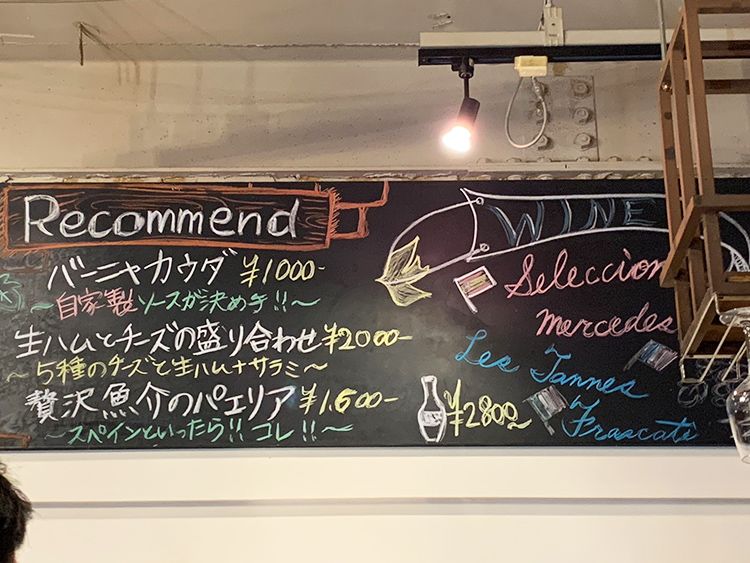 Recommend
バーニャカウダ ¥1000-
～自家製ソースが決め手!!～
生ハムとチーズの盛り合わせ ¥2000-
～5種のチーズと生ハム+サラミ～
贅沢魚介のパエリア ¥1.600-
～スペインといったら!! コレ!!～
WINE
Seleccion
mercedes
Les Tannes
Frascati
¥2800～